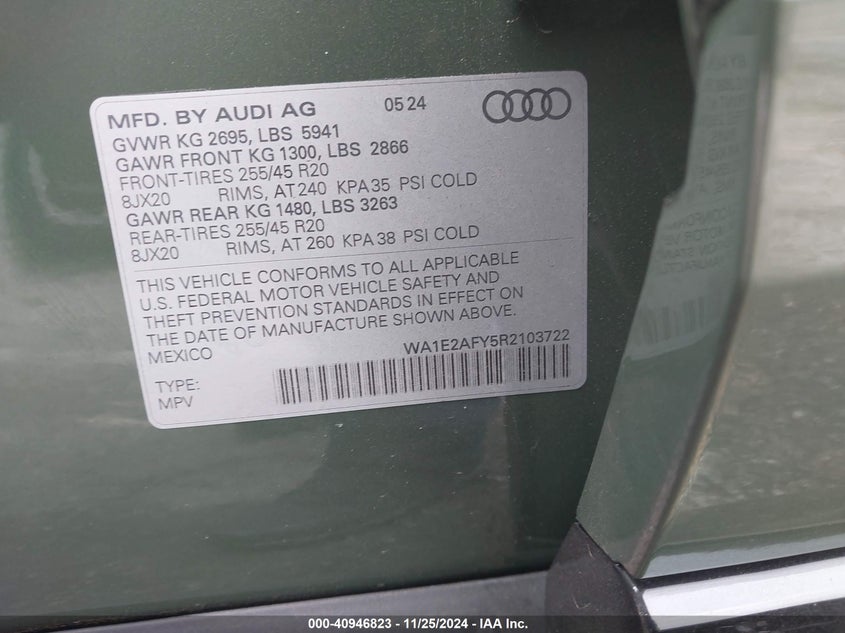 MFD. BY AUDI AG 05 24
GVWR KG 2695, LBS 5941
GAWR FRONT KG 1300, LBS 2866
FRONT-TIRES 255/45 R20
8JX20 RIMS, AT 240 KPA 35 PSI COLD
GAWR REAR KG 1480, LBS 3263
REAR-TIRES 255/45 R20
8JX20 RIMS, AT 260 KPA 38 PSI COLD
THIS VEHICLE CONFORMS TO ALL APPLICABLE
U.S. FEDERAL MOTOR VEHICLE SAFETY AND
THEFT PREVENTION STANDARDS IN EFFECT ON
THE DATE OF MANUFACTURE SHOWN ABOVE.
MEXICO WA1E2AFY5R2103722
TYPE:
MPV
000-40946823 - 11/25/2024 - IAA Inc.